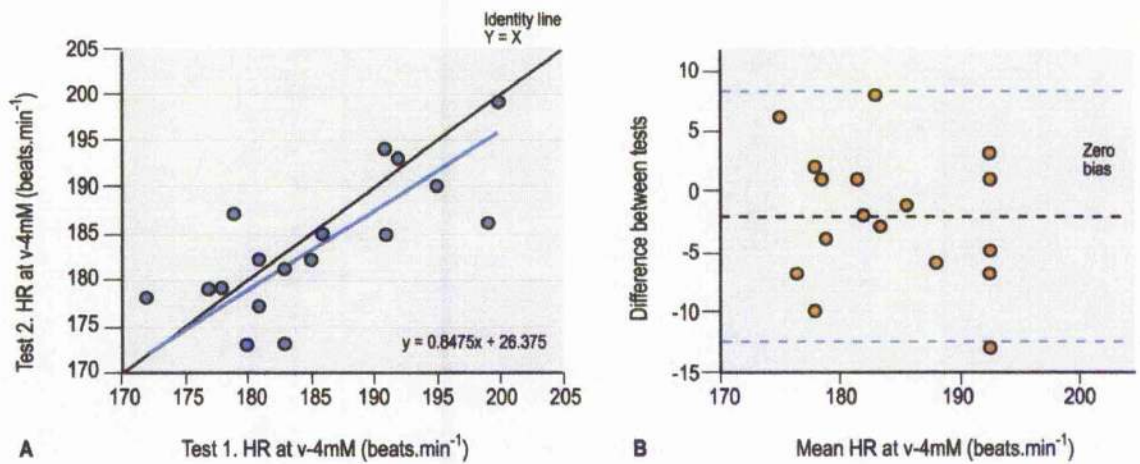 Identity line
Y = X
205
200
195
190
185
180
175
170
170 175 180 185 190 195 200 205
Test 2. HR at v-4mM (beats.min⁻¹)
y = 0.8475x + 26.375
A
Test 1. HR at v-4mM (beats.min⁻¹)
10
5
0
-5
-10
-15
170 180 190 200
Difference between tests
Zero
bias
B
Mean HR at v-4mM (beats.min⁻¹)